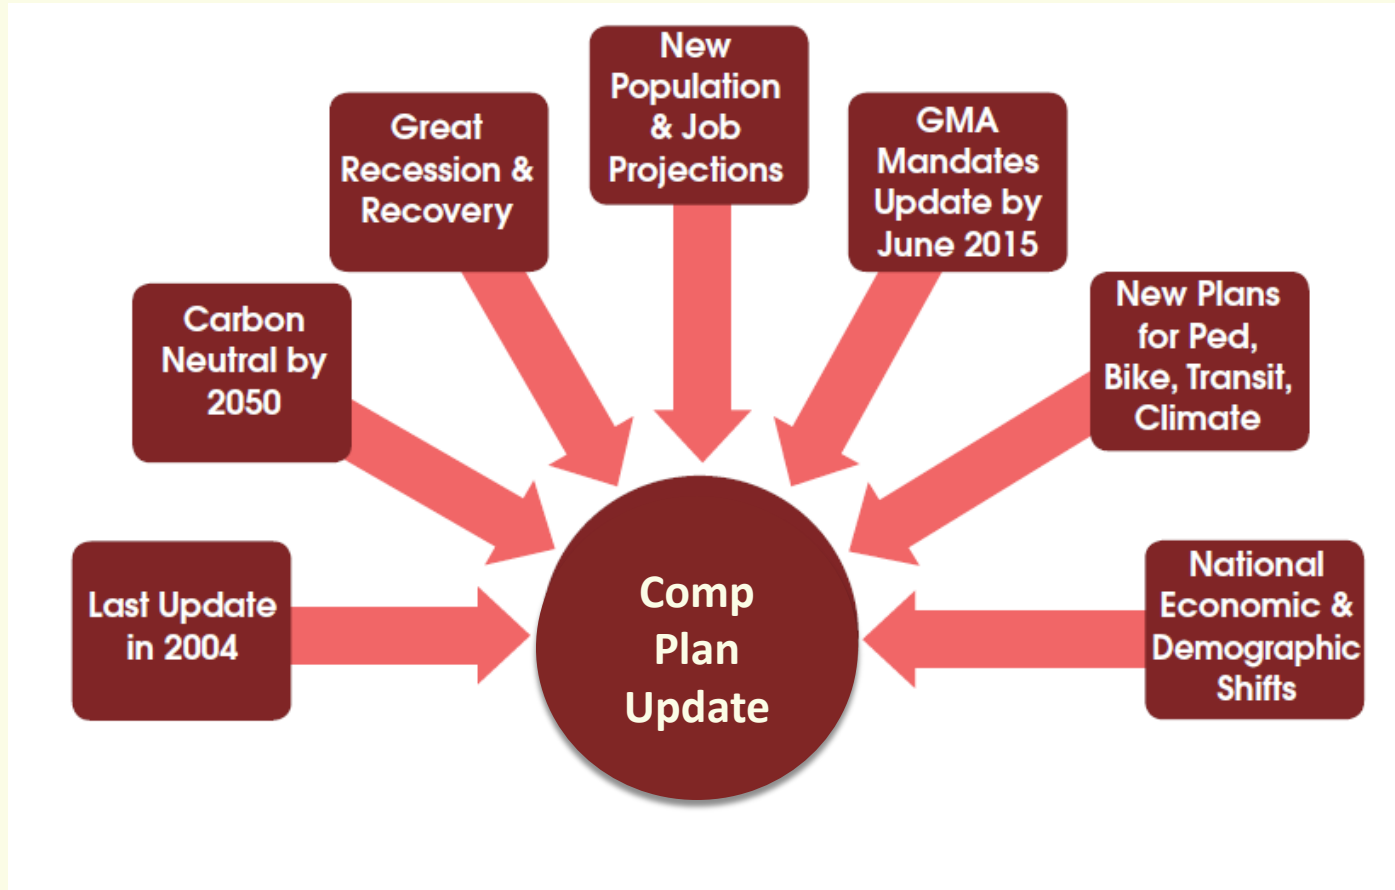 New
Population
& Job
Projections
Great
Recession &
Recovery
GMA
Mandates
Update by
June 2015
Carbon
Neutral by
2050
New Plans
for Ped,
Bike, Transit,
Climate
Last Update
in 2004
National
Economic &
Demographic
Shifts
Comp
Plan
Update